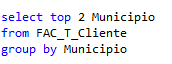 select top 2 Municipio
from FAC_T_Cliente
group by Municipio